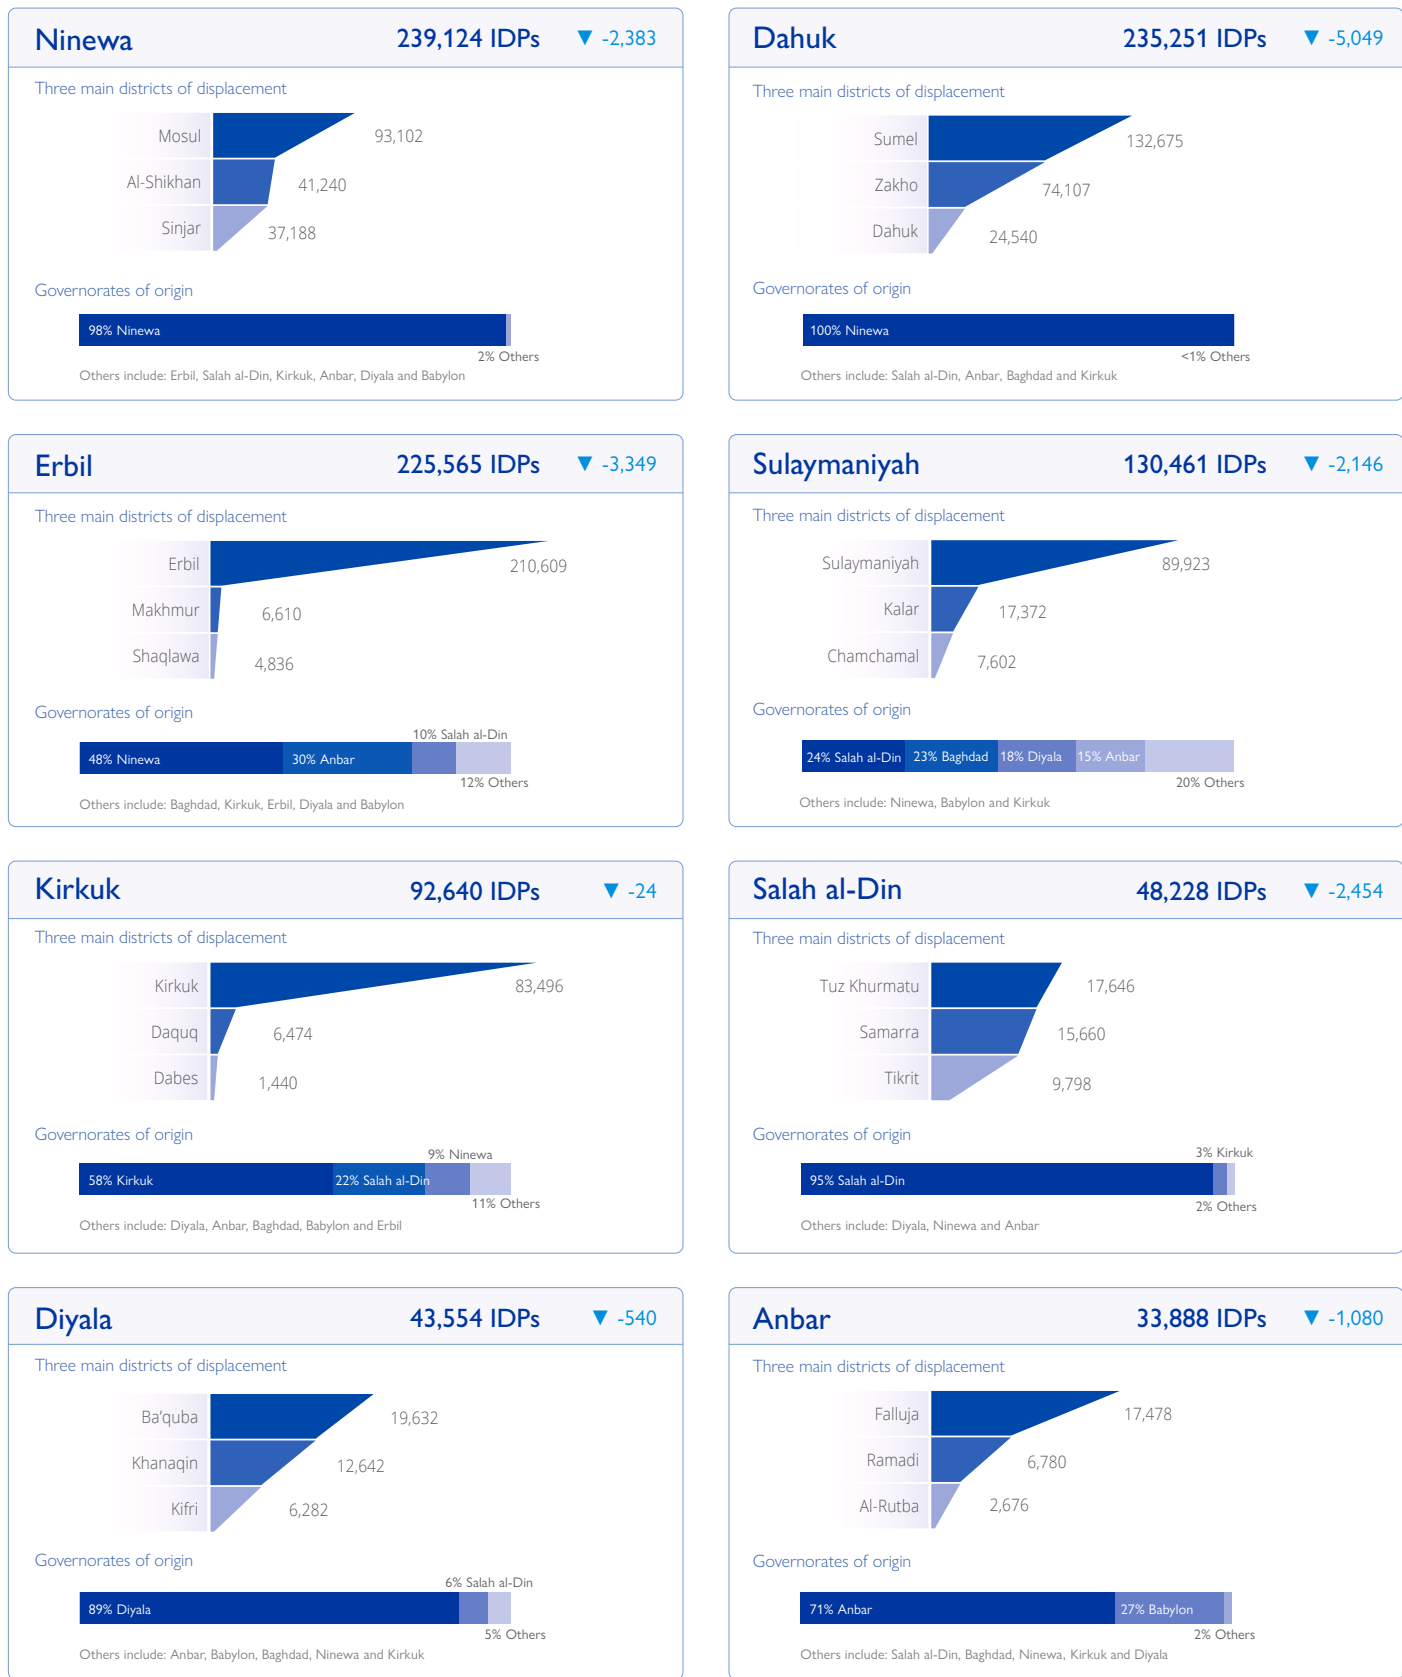 Ninewa 239,124 IDPs ▼ -2,383
Three main districts of displacement
Mosul 93,102
Al-Shikhan 41,240
Sinjar 37,188
Governorates of origin
98% Ninewa
2% Others
Others include: Erbil, Salah al-Din, Kirkuk, Anbar, Diyala and Babylon
Dahuk 235,251 IDPs ▼ -5,049
Three main districts of displacement
Sumel 132,675
Zakho 74,107
Dahuk 24,540
Governorates of origin
100% Ninewa
<1% Others
Others include: Salah al-Din, Anbar, Baghdad and Kirkuk
Erbil 225,565 IDPs ▼ -3,349
Three main districts of displacement
Erbil 210,609
Makhmur 6,610
Shaqlawa 4,836
Governorates of origin
10% Salah al-Din
48% Ninewa 30% Anbar
12% Others
Others include: Baghdad, Kirkuk, Erbil, Diyala and Babylon
Sulaymaniyah 130,461 IDPs ▼ -2,146
Three main districts of displacement
Sulaymaniyah 89,923
Kalar 17,372
Chamchamal 7,602
Governorates of origin
24% Salah al-Din 23% Baghdad 18% Diyala 15% Anbar
20% Others
Others include: Ninewa, Babylon and Kirkuk
Kirkuk 92,640 IDPs ▼ -24
Three main districts of displacement
Kirkuk 83,496
Daquq 6,474
Dabes 1,440
Governorates of origin
9% Ninewa
58% Kirkuk 22% Salah al-Din
11% Others
Others include: Diyala, Anbar, Baghdad, Babylon and Erbil
Salah al-Din 48,228 IDPs ▼ -2,454
Three main districts of displacement
Tuz Khurmatu 17,646
Samarra 15,660
Tikrit 9,798
Governorates of origin
3% Kirkuk
95% Salah al-Din
2% Others
Others include: Diyala, Ninewa and Anbar
Diyala 43,554 IDPs ▼ -540
Three main districts of displacement
Ba’quba 19,632
Khanaqin 12,642
Kifri 6,282
Governorates of origin
6% Salah al-Din
89% Diyala
5% Others
Others include: Anbar, Babylon, Baghdad, Ninewa and Kirkuk
Anbar 33,888 IDPs ▼ -1,080
Three main districts of displacement
Falluja 17,478
Ramadi 6,780
Al-Rutba 2,676
Governorates of origin
71% Anbar 27% Babylon
2% Others
Others include: Salah al-Din, Baghdad, Ninewa, Kirkuk and Diyala